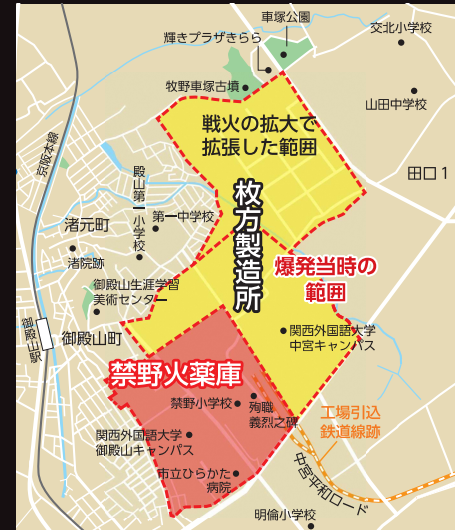 車塚公園
輝きプラザきらら
交北小学校
牧野車塚古墳
山田中学校
戦火の拡大で
拡張した範囲
京阪本線
田口1
殿山第一小学校
枚方製造所
第一中学校
渚元町
渚院跡
爆発当時の
範囲
御殿山生涯学習
美術センター
御殿山駅
御殿山町
関西外国語大学
中宮キャンパス
禁野火薬庫
禁野小学校
殉職
義烈之碑
工場引込
鉄道線跡
関西外国語大学
御殿山キャンパス
中宮平和ロード
市立ひらかた
病院
明倫小学校